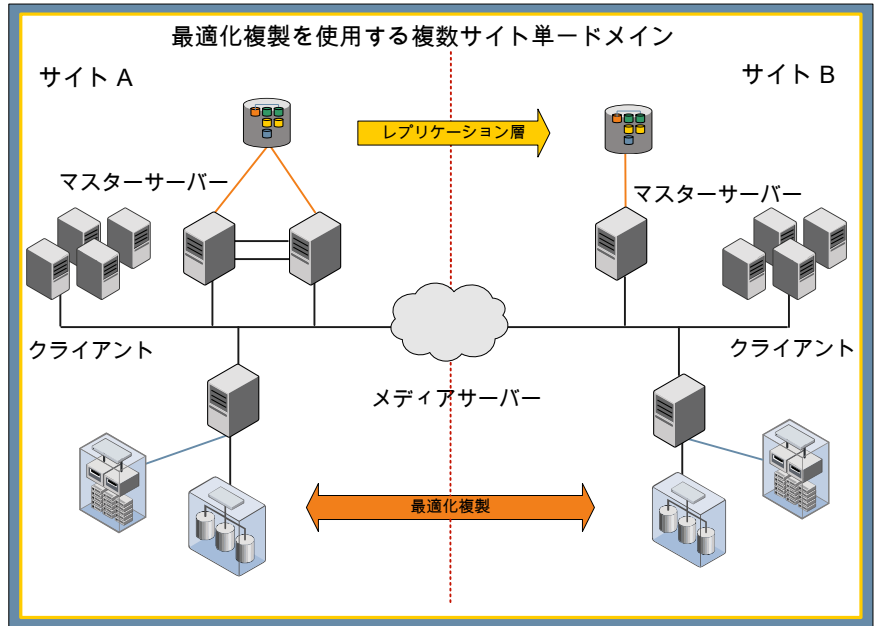 最適化複製を使用する複数サイト単一ドメイン
サイト A
サイト B
レプリケーション層
マスターサーバー
マスターサーバー
クライアント
クライアント
メディアサーバー
最適化複製